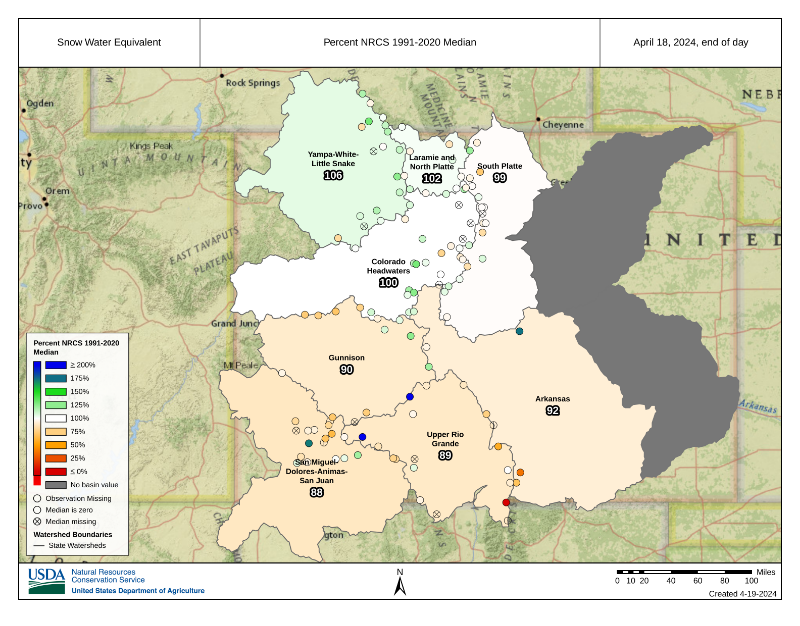 Snow Water Equivalent
Percent NRCS 1991-2020 Median
April 18, 2024, end of day
Rock Springs
Ogden
NEB
Cheyenne
Kings Peak
UINTA MOUNTAIN
Orem
Provo
Yampa-White-
Little Snake
106
Laramie and
North Platte
102
South Platte
99
EAST TAVAPUTS
PLATEAU
UNITED
Colorado
Headwaters
100
Grand Junc
Mt Peale
Gunnison
90
Arkansas
92
Arkansas
Upper Rio
Grande
89
San Miguel-
Dolores-Animas-
San Juan
88
gton
Percent NRCS 1991-2020
Median
≥ 200%
175%
150%
125%
100%
75%
50%
25%
≤ 0%
No basin value
Observation Missing
Median is zero
Median missing
Watershed Boundaries
State Watersheds
USDA
Natural Resources
Conservation Service
United States Department of Agriculture
N
Miles
0 10 20 40 60 80 100
Created 4-19-2024